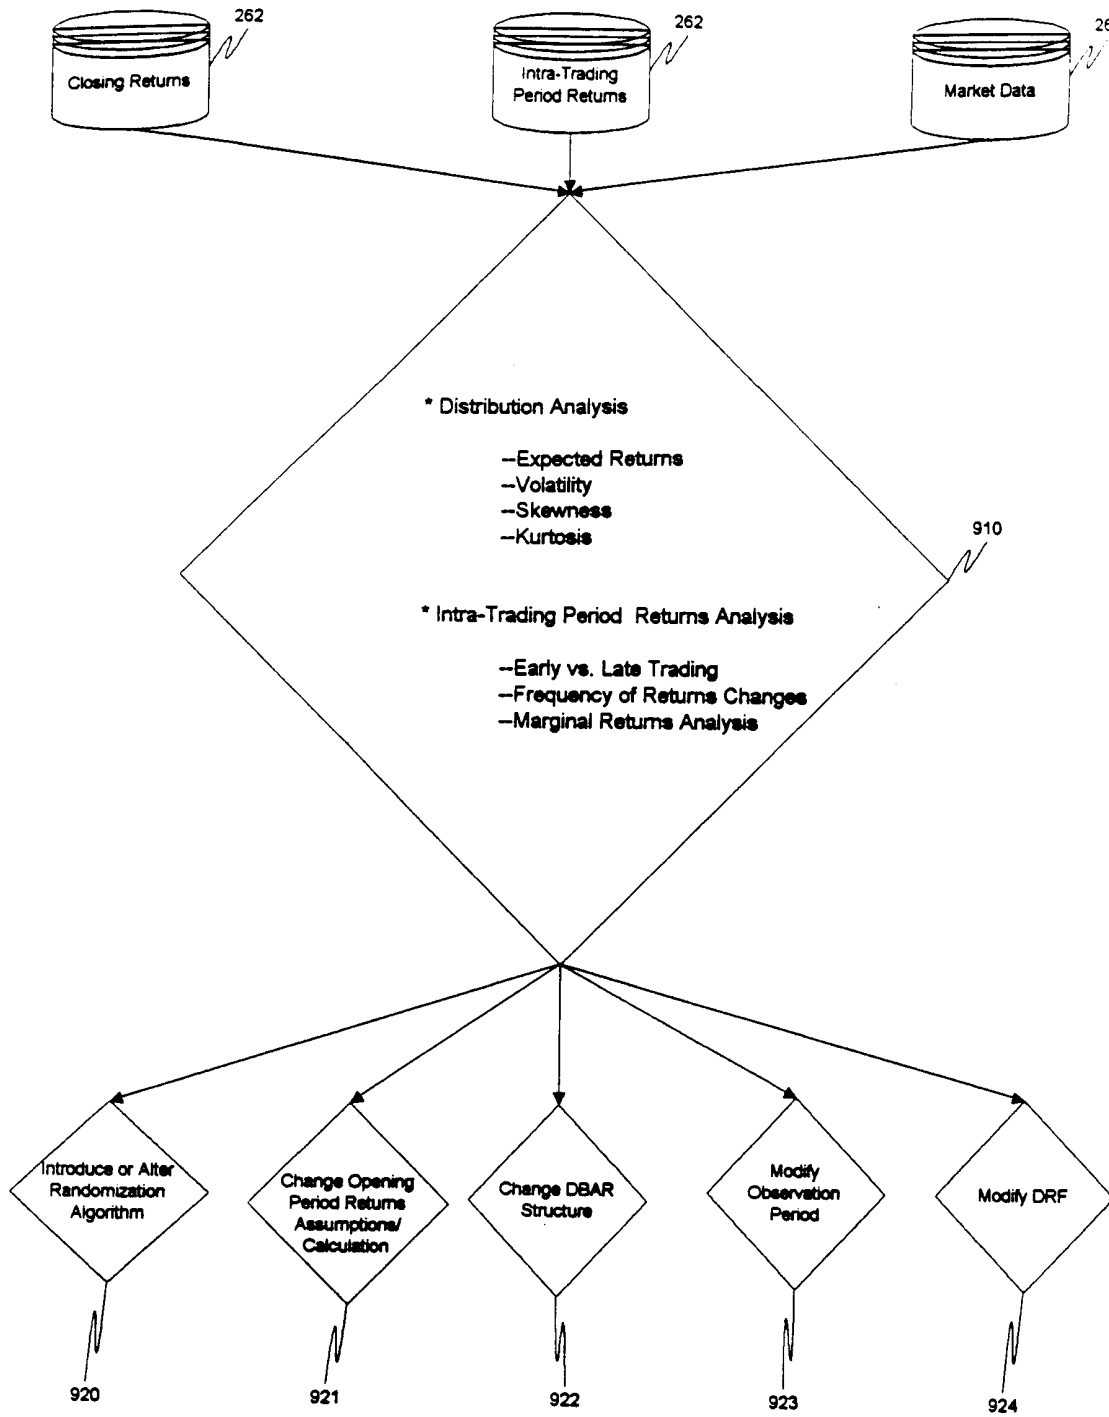 262
262
26
Closing Returns
Intra-Trading
Period Returns
Market Data
* Distribution Analysis
--Expected Returns
--Volatility
--Skewness
--Kurtosis
910
* Intra-Trading Period Returns Analysis
--Early vs. Late Trading
--Frequency of Returns Changes
--Marginal Returns Analysis
Introduce or Alter
Randomization
Algorithm
Change Opening
Period Returns
Assumptions/
Calculation
Change DBAR
Structure
Modify
Observation
Period
Modify DRF
920
921
922
923
924